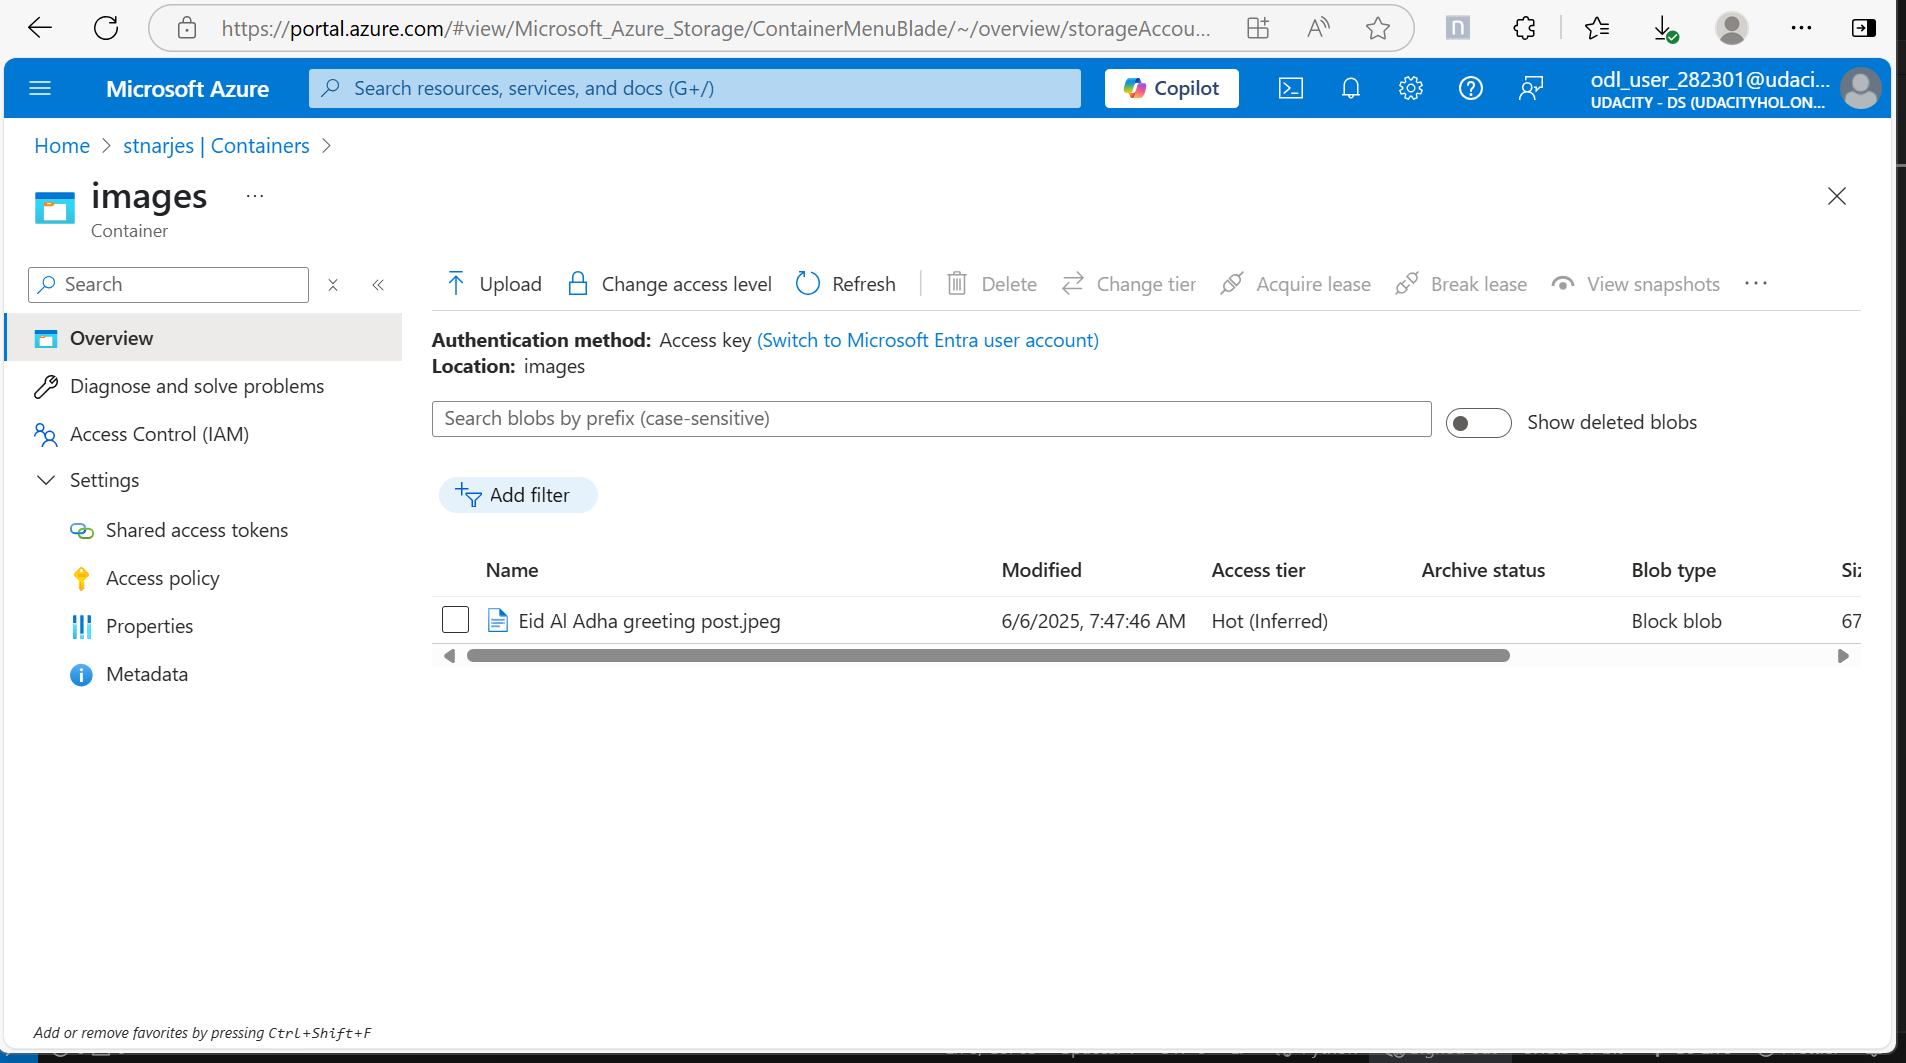 https://portal.azure.com/#view/Microsoft_Azure_Storage/ContainerMenuBlade/~/overview/storageAccou...
n
Microsoft Azure
Search resources, services, and docs (G+/)
Copilot
odl_user_282301@udaci...
UDACITY - DS (UDACITYHOL.ON...
Home > stnarjes | Containers >
images ...
Container
Search
Upload
Change access level
Refresh
Delete
Change tier
Acquire lease
Break lease
View snapshots
...
Overview
Diagnose and solve problems
Access Control (IAM)
Settings
Shared access tokens
Access policy
Properties
Metadata
Authentication method: Access key (Switch to Microsoft Entra user account)
Location: images
Search blobs by prefix (case-sensitive)
Show deleted blobs
Add filter
Name Modified Access tier Archive status Blob type Siz
Eid Al Adha greeting post.jpeg 6/6/2025, 7:47:46 AM Hot (Inferred) Block blob 67
Add or remove favorites by pressing Ctrl+Shift+F